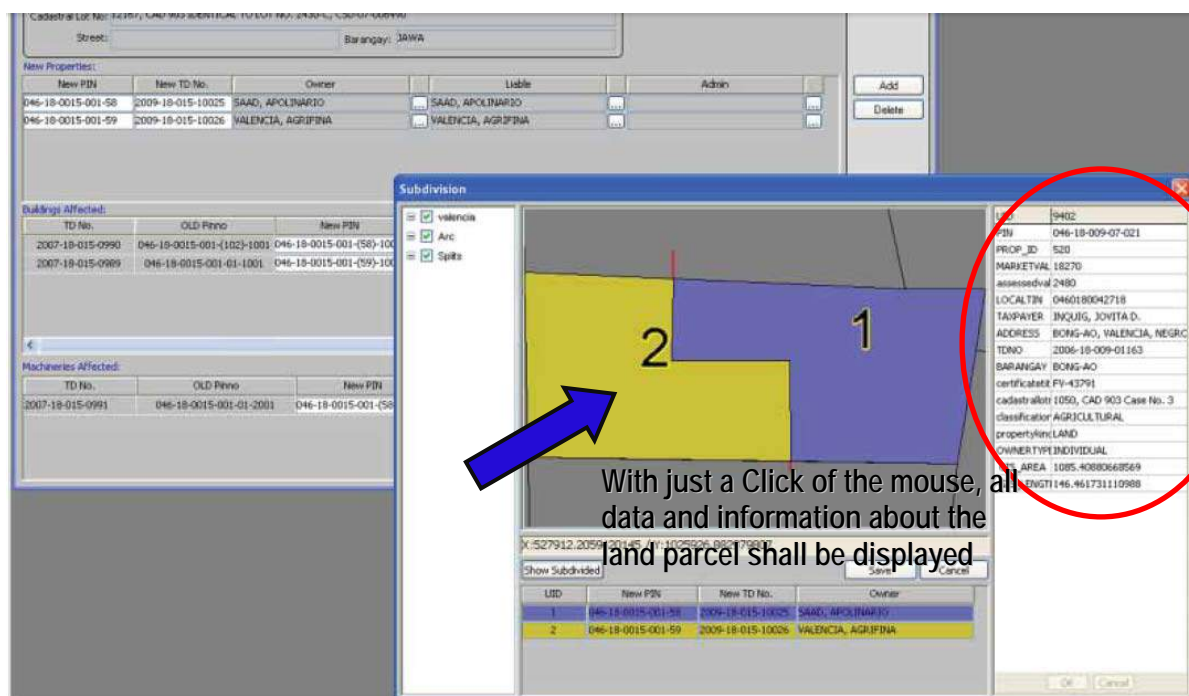 Cadastral Lot No: 12167, CAD 903 IDENTICAL TO LOT NO. 2430-C, CSD-07-006490
Street: Barangay: JAWA
New Properties:
New PIN New TD No. Owner Liable Admin
046-18-0015-001-58 2009-18-015-10025 SAAD, APOLINARIO ... SAAD, APOLINARIO ... ...
046-18-0015-001-59 2009-18-015-10026 VALENCIA, AGRIFINA ... VALENCIA, AGRIFINA ... ...
Add
Delete
Buildings Affected:
TD No. OLD Pinno New PIN
2007-18-015-0990 046-18-0015-001-(102)-1001 046-18-0015-001-(58)-100
2007-18-015-0989 046-18-0015-001-01-1001 046-18-0015-001-(59)-100
Machineries Affected:
TD No. OLD Pinno New PIN
2007-18-015-0991 046-18-0015-001-01-2001 046-18-0015-001-(58
Subdivision
valencia
Arc
Splits
2
1
UID 9402
PIN 046-18-009-07-021
PROP_ID 520
MARKETVAL 18270
assessedval 2480
LOCALTIN 0460180042718
TAXPAYER INQUIG, JOVITA D.
ADDRESS BONG-AO, VALENCIA, NEGRO
TDNO 2006-18-009-01163
BARANGAY BONG-AO
certificatetit FV-43791
cadastrallotn 1050, CAD 903 Case No. 3
classification AGRICULTURAL
propertykind LAND
OWNERTYPE INDIVIDUAL
AREA 1085.40880668569
146.461731110988
With just a Click of the mouse, all
data and information about the
land parcel shall be displayed
Show Subdivided Save Cancel
UID New PIN New TD No. Owner
1 046-18-0015-001-58 2009-18-015-10025 SAAD, APOLINARIO
2 046-18-0015-001-59 2009-18-015-10026 VALENCIA, AGRIFINA
OK Cancel